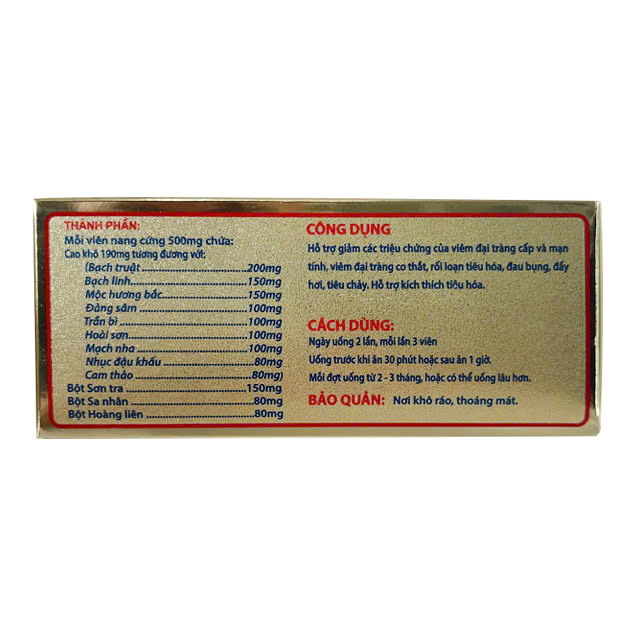 THÀNH PHẦN:
Mỗi viên nang cứng 500mg chứa:
Cao khô 190mg tương đương với:
(Bạch truật..............................200mg
Bạch linh..................................150mg
Mộc hương bắc.......................150mg
Đảng sâm ................................100mg
Trần bì .....................................100mg
Hoài sơn...................................100mg
Mạch nha ................................100mg
Nhục đậu khấu .........................80mg
Cam thảo ..................................80mg)
Bột Sơn tra ..................................150mg
Bột Sa nhân...................................80mg
Bột Hoàng liên ..............................80mg
CÔNG DỤNG
Hỗ trợ giảm các triệu chứng của viêm đại tràng cấp và mạn
tính, viêm đại tràng co thắt, rối loạn tiêu hóa, đau bụng, đầy
hơi, tiêu chảy. Hỗ trợ kích thích tiêu hóa.
CÁCH DÙNG:
Ngày uống 2 lần, mỗi lần 3 viên
Uống trước khi ăn 30 phút hoặc sau ăn 1 giờ.
Mỗi đợt uống từ 2 - 3 tháng, hoặc có thể uống lâu hơn.
BẢO QUẢN: Nơi khô ráo, thoáng mát.